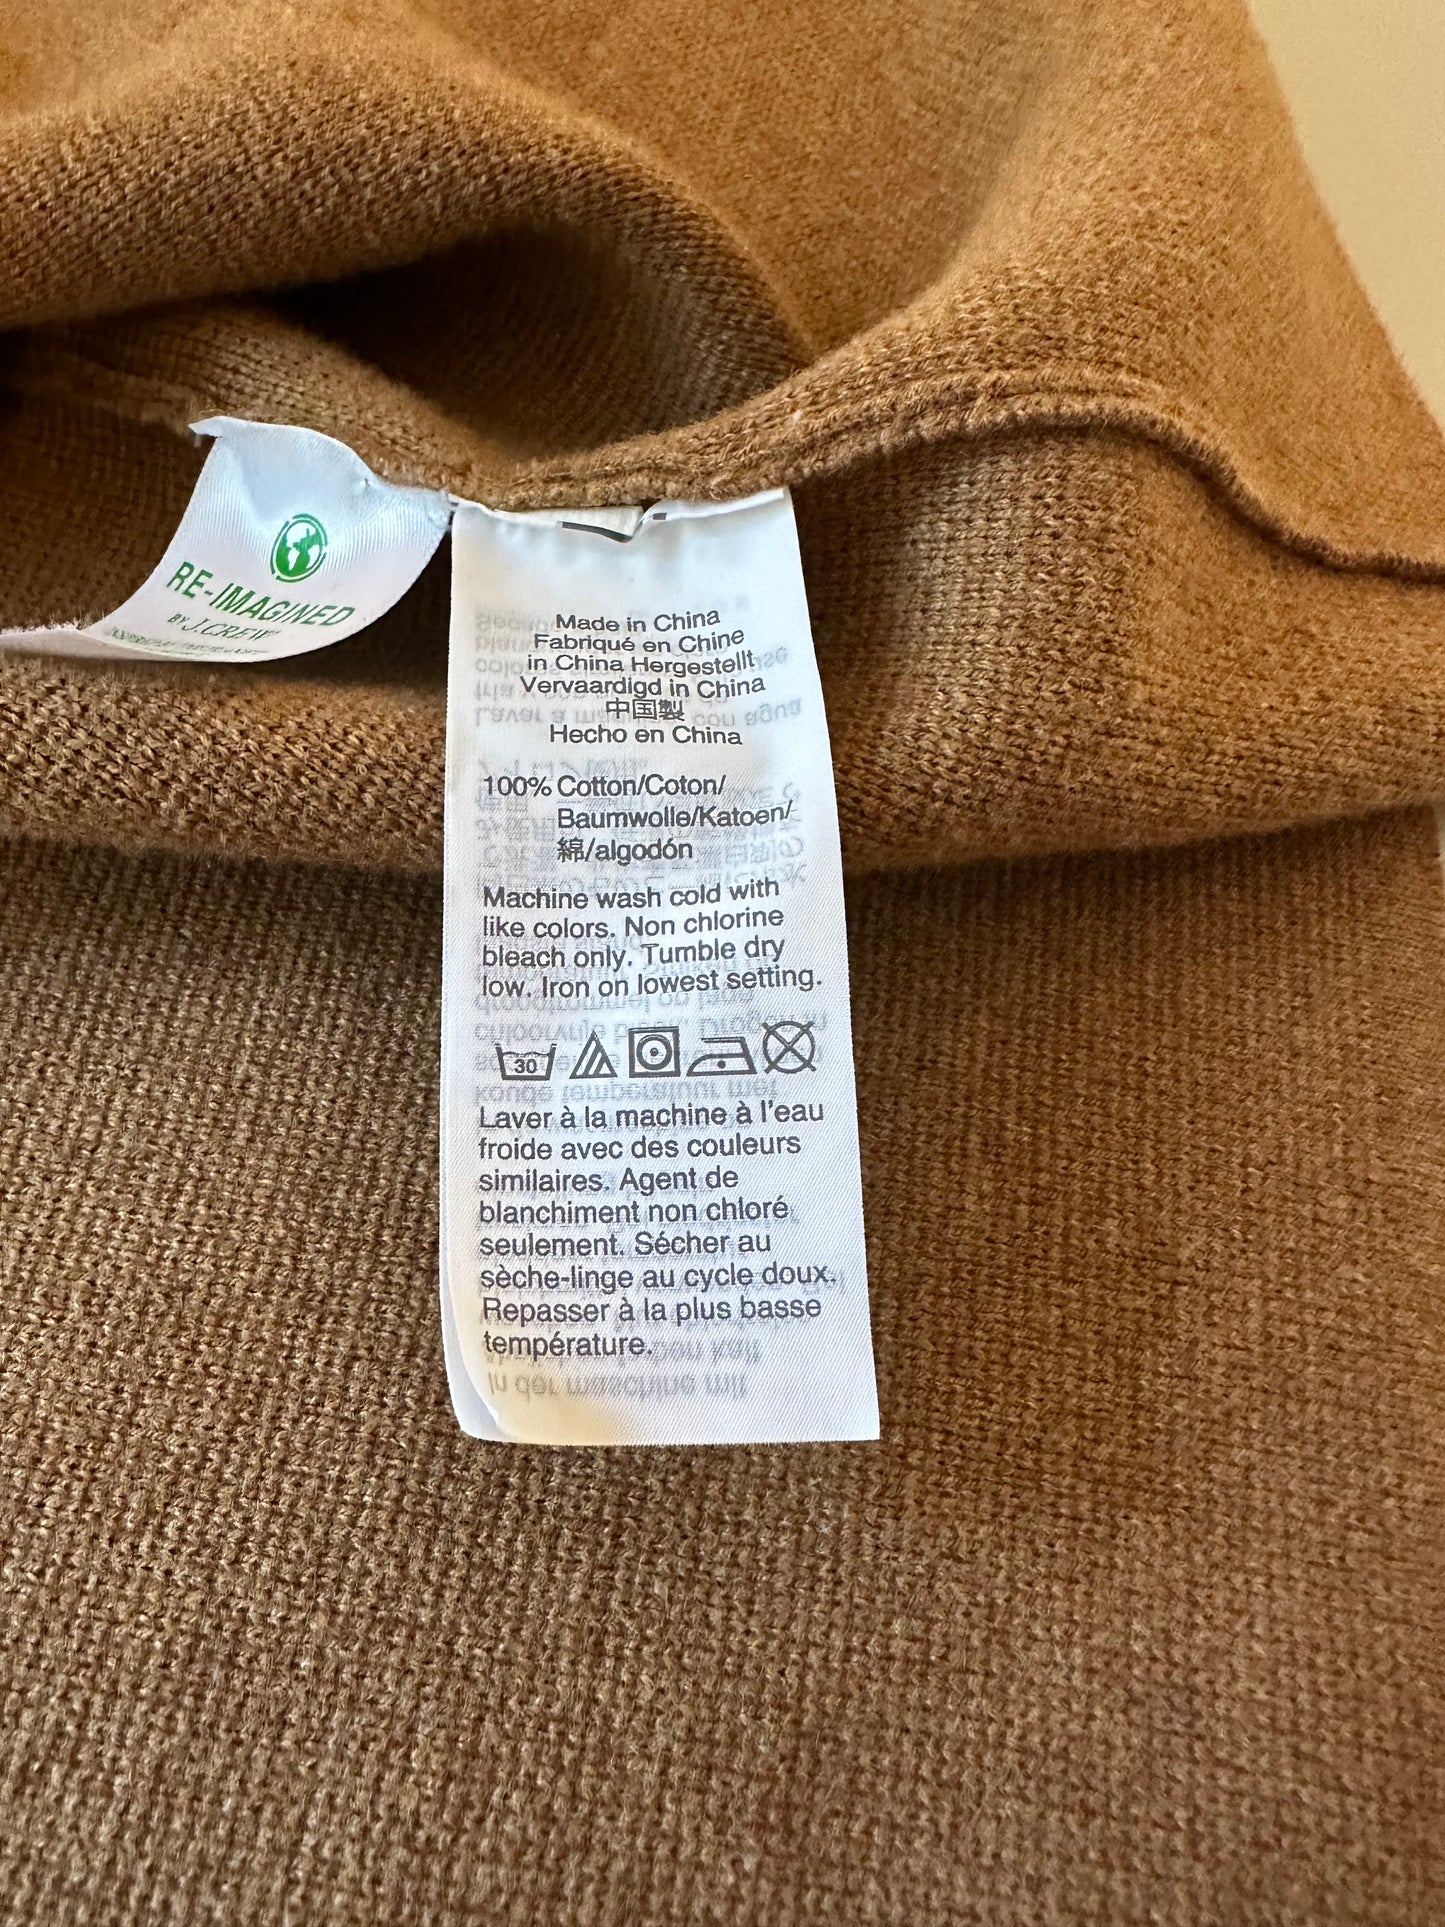 RE-IMAGINED
BY J.CREW
Made in China
Fabriqué en Chine
in China Hergestellt
Vervaardigd in China
中国製
Hecho en China
100% Cotton/Coton/
Baumwolle/Katoen/
綿/algodón
Machine wash cold with
like colors. Non chlorine
bleach only. Tumble dry
low. Iron on lowest setting.
30
Laver à la machine à l'eau
froide avec des couleurs
similaires. Agent de
blanchiment non chloré
seulement. Sécher au
sèche-linge au cycle doux.
Repasser à la plus basse
température.